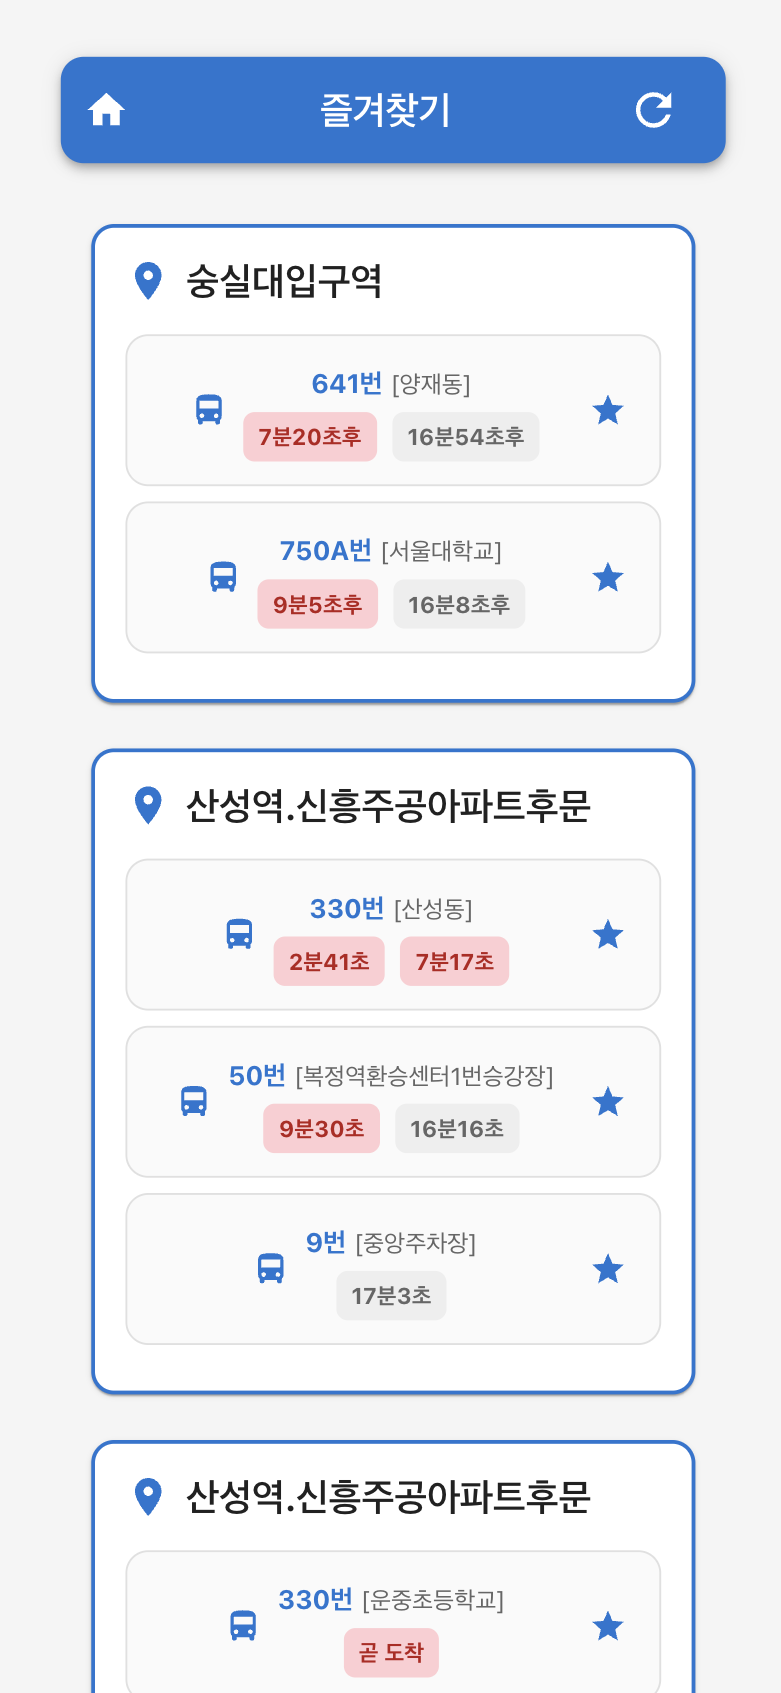 즐겨찾기
숭실대입구역
641번 [양재동]
7분20초후 16분54초후
750A번 [서울대학교]
9분5초후 16분8초후
산성역.신흥주공아파트후문
330번 [산성동]
2분41초 7분17초
50번 [복정역환승센터1번승강장]
9분30초 16분16초
9번 [중앙주차장]
17분3초
산성역.신흥주공아파트후문
330번 [운중초등학교]
곧 도착